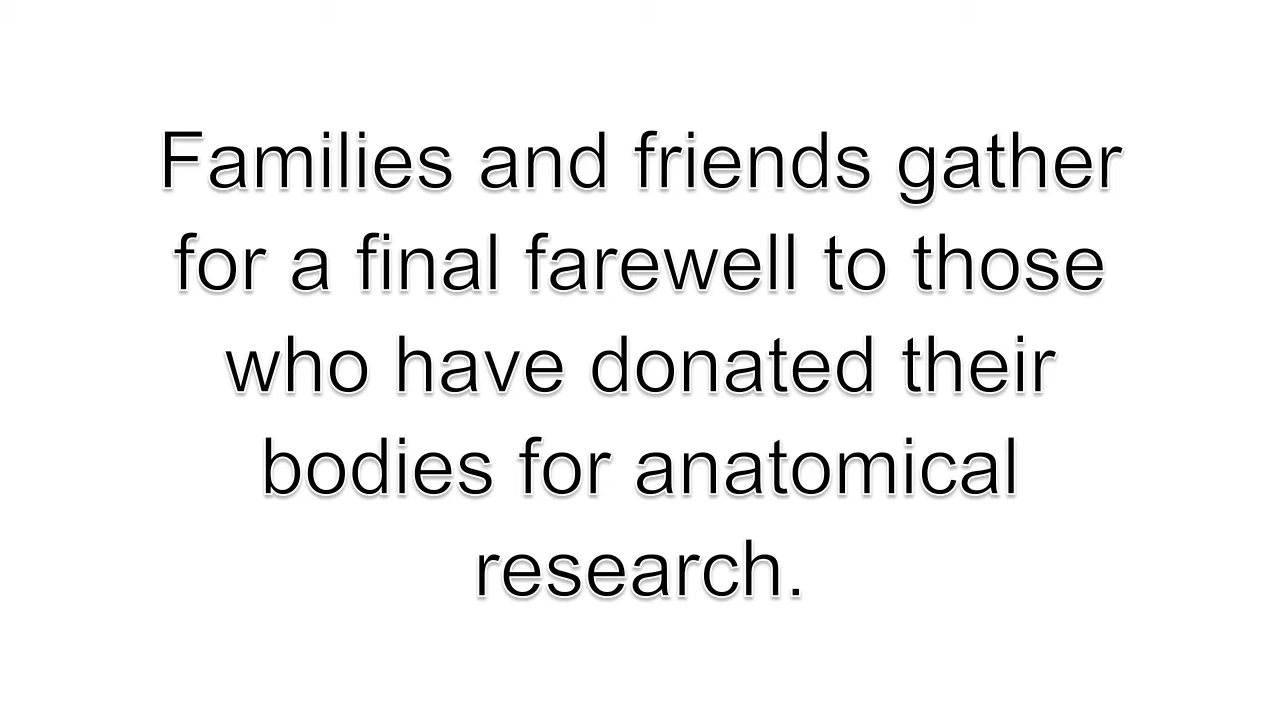 Families and friends gather
for a final farewell to those
who have donated their
bodies for anatomical
research.